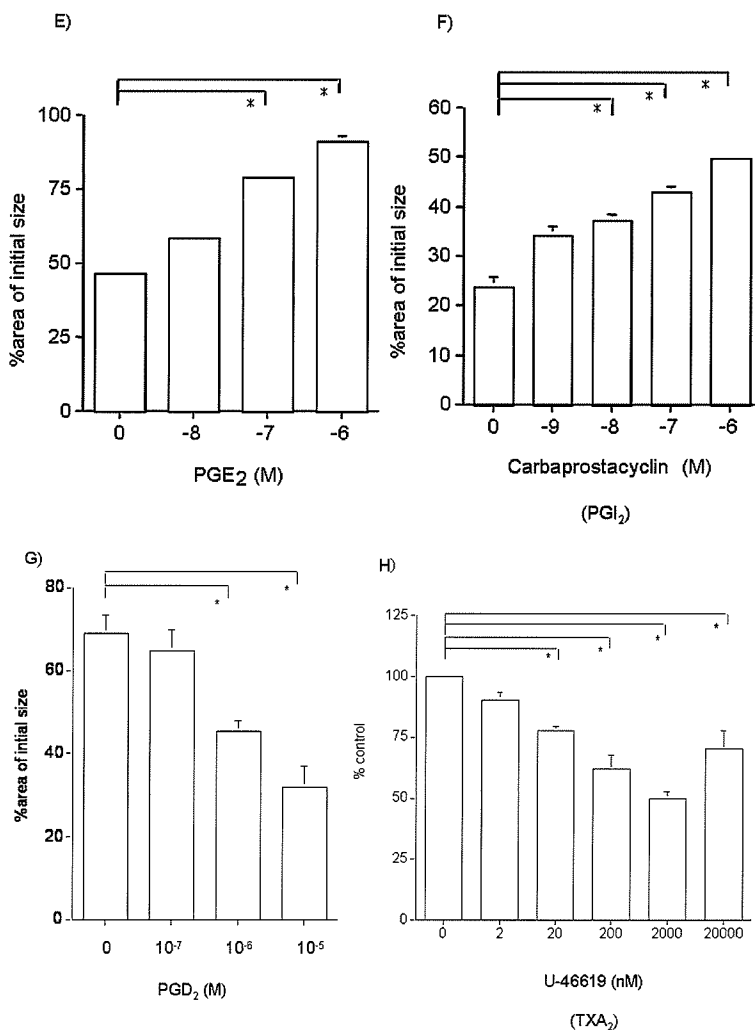 E)
* *
100
75
50
25
0
%area of initial size
0 -8 -7 -6
PGE2 (M)
F)
* * *
60
50
40
30
20
10
0
%area of initial size
0 -9 -8 -7 -6
Carbaprostacyclin (M)
(PGI2)
G)
* *
80
60
40
20
0
%area of intial size
0 10-7 10-6 10-5
PGD2 (M)
H)
* * * *
125
100
75
50
25
0
% control
0 2 20 200 2000 20000
U-46619 (nM)
(TXA2)